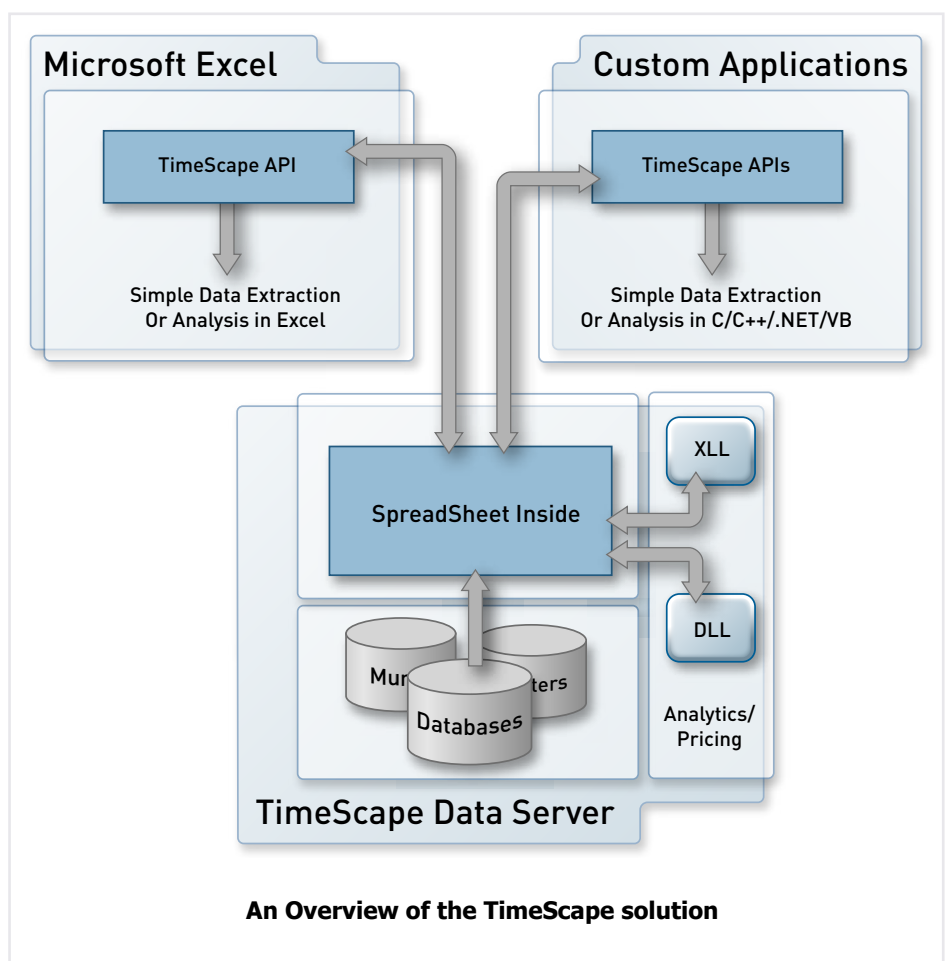 Microsoft Excel
Custom Applications
TimeScape API
TimeScape APIs
Simple Data Extraction
Or Analysis in Excel
Simple Data Extraction
Or Analysis in C/C++/.NET/VB
SpreadSheet Inside
XLL
DLL
Databases
Analytics/
Pricing
TimeScape Data Server
An Overview of the TimeScape solution